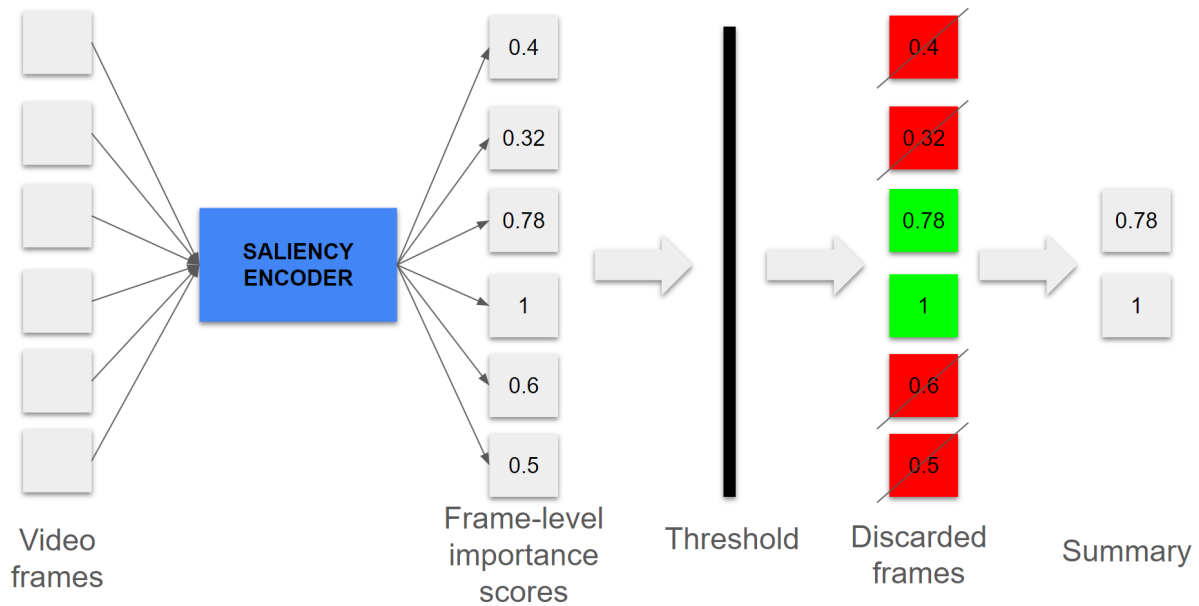 SALIENCY
ENCODER
0.4
0.32
0.78
1
0.6
0.5
0.4
0.32
0.78
1
0.6
0.5
0.78
1
Video
frames
Frame-level
importance
scores
Threshold
Discarded
frames
Summary